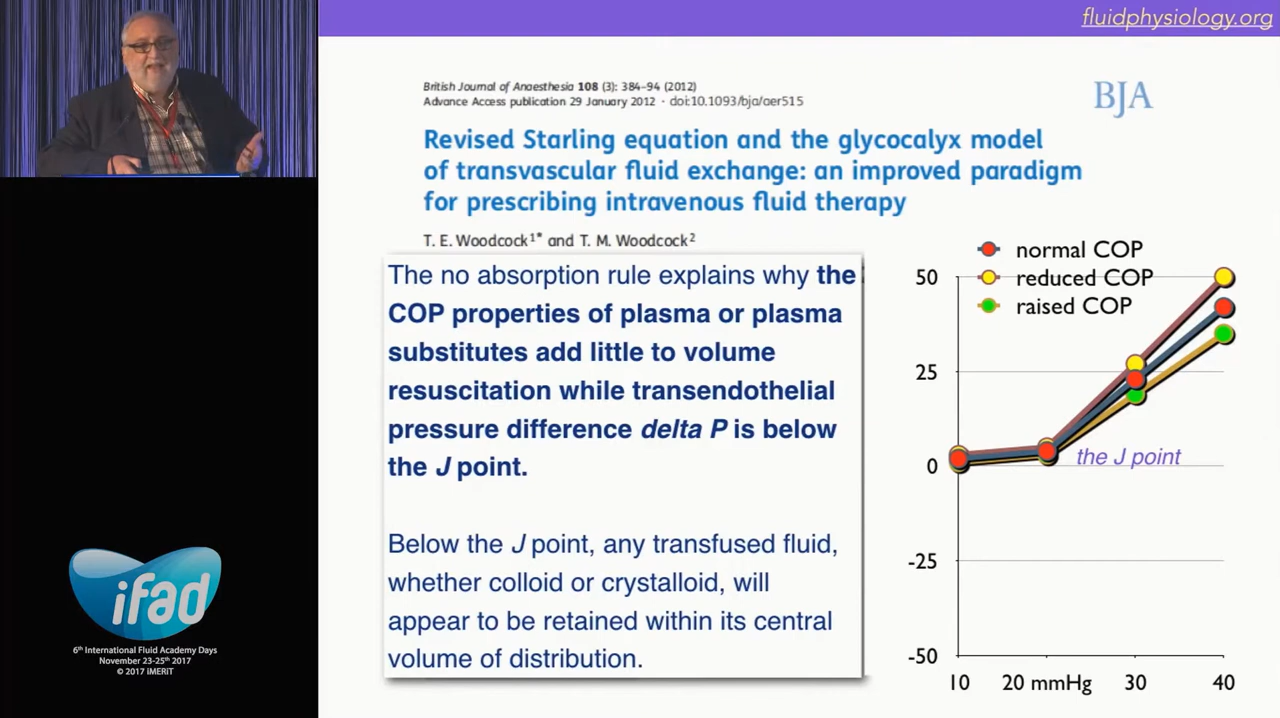 fluidphysiology.org
British Journal of Anaesthesia 108 (3): 384–94 (2012)
Advance Access publication 29 January 2012 · doi:10.1093/bja/aer515
BJA
Revised Starling equation and the glycocalyx model
of transvascular fluid exchange: an improved paradigm
for prescribing intravenous fluid therapy
T. E. Woodcock1* and T. M. Woodcock2
The no absorption rule explains why the
COP properties of plasma or plasma
substitutes add little to volume
resuscitation while transendothelial
pressure difference delta P is below
the J point.
Below the J point, any transfused fluid,
whether colloid or crystalloid, will
appear to be retained within its central
volume of distribution.
normal COP
reduced COP
raised COP
50
25
0
-25
-50
the J point
10 20 mmHg 30 40
ifad
6th International Fluid Academy Days
November 23-25th 2017
© 2017 iMERiT